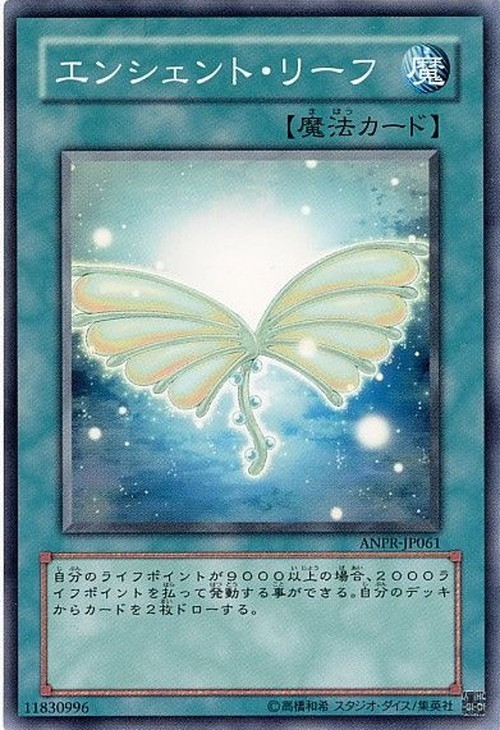 エンシェント・リーフ
魔
【魔法カード】
ANPR-JP061
自分のライフポイントが9000以上の場合、2000ラ
イフポイントを払って発動する事ができる。自分のデッキ
からカードを2枚ドローする。
11830996
©高橋和希 スタジオ・ダイス/集英社